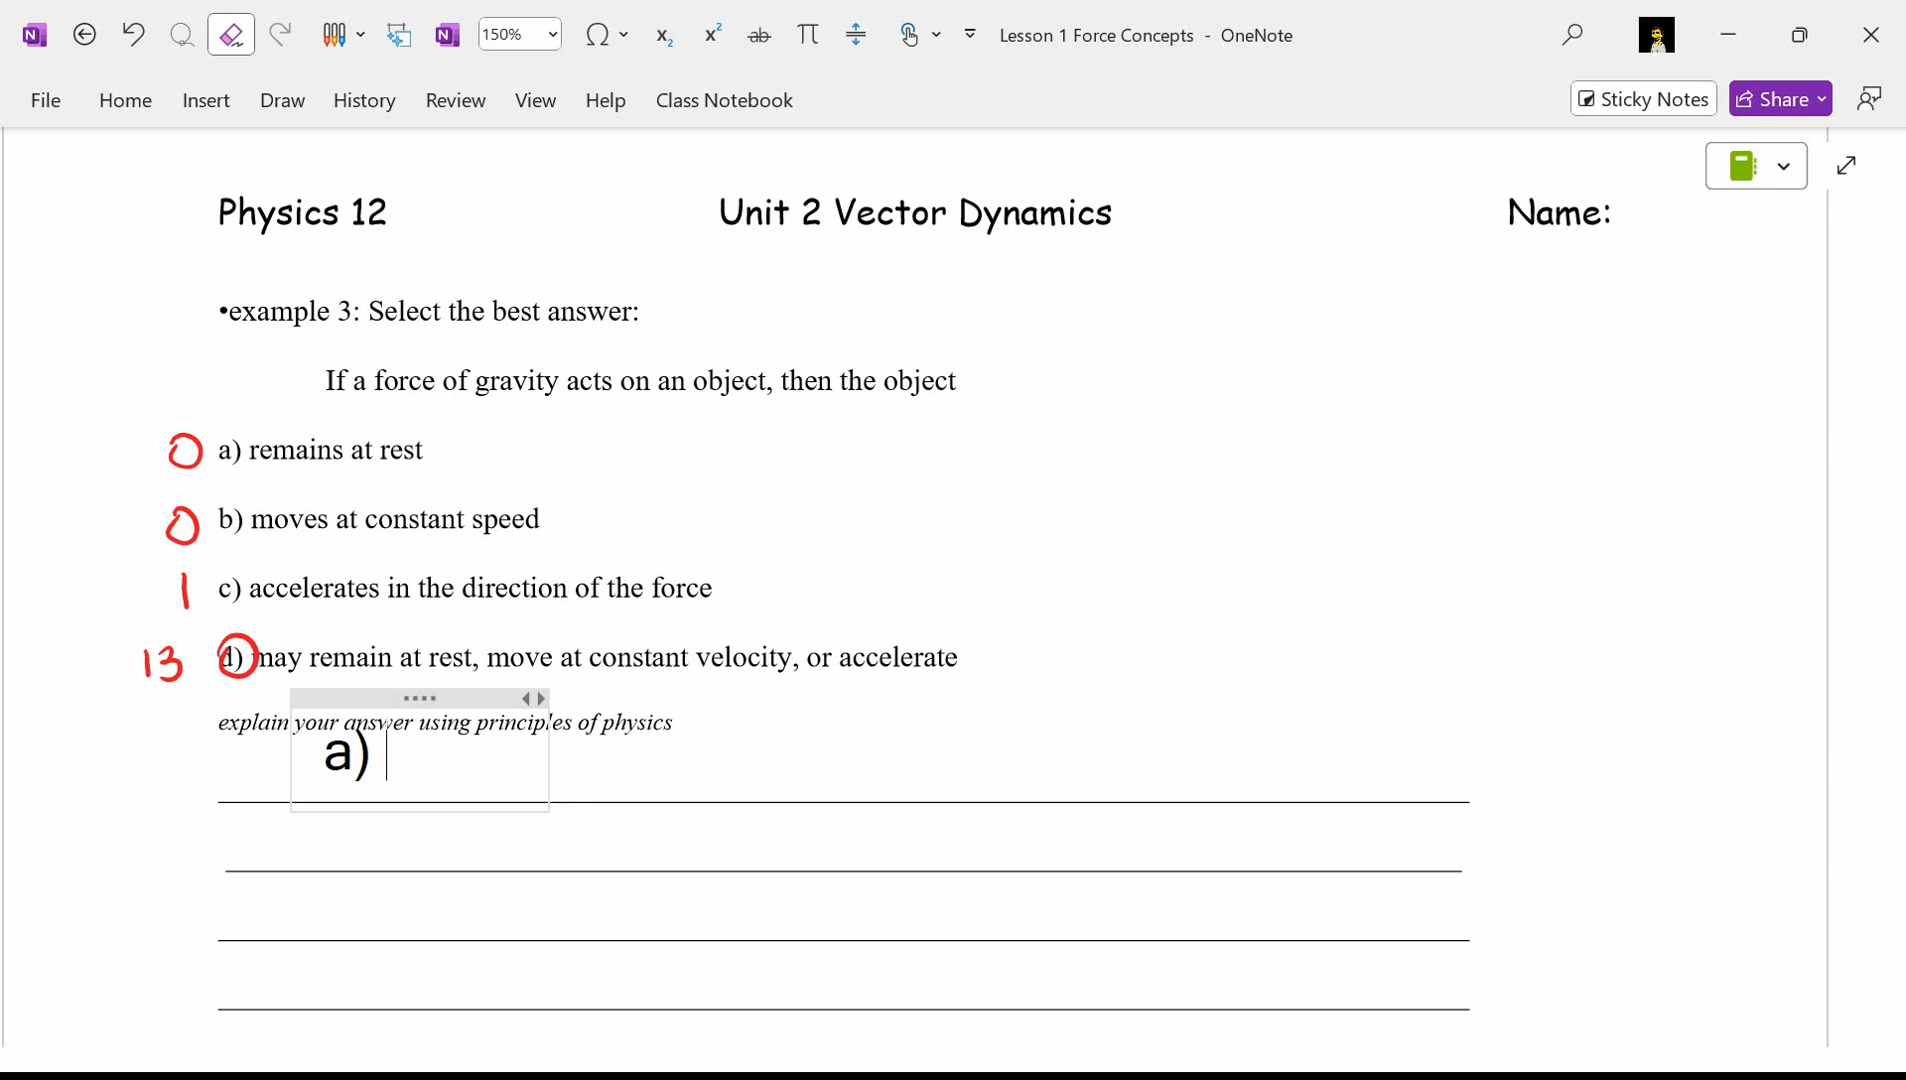 150% Ω x₂ x² ab π Lesson 1 Force Concepts - OneNote
File Home Insert Draw History Review View Help Class Notebook Sticky Notes Share
Physics 12 Unit 2 Vector Dynamics Name:
•example 3: Select the best answer:
If a force of gravity acts on an object, then the object
0 a) remains at rest
0 b) moves at constant speed
1 c) accelerates in the direction of the force
13 d) may remain at rest, move at constant velocity, or accelerate
explain your answer using principles of physics
a)